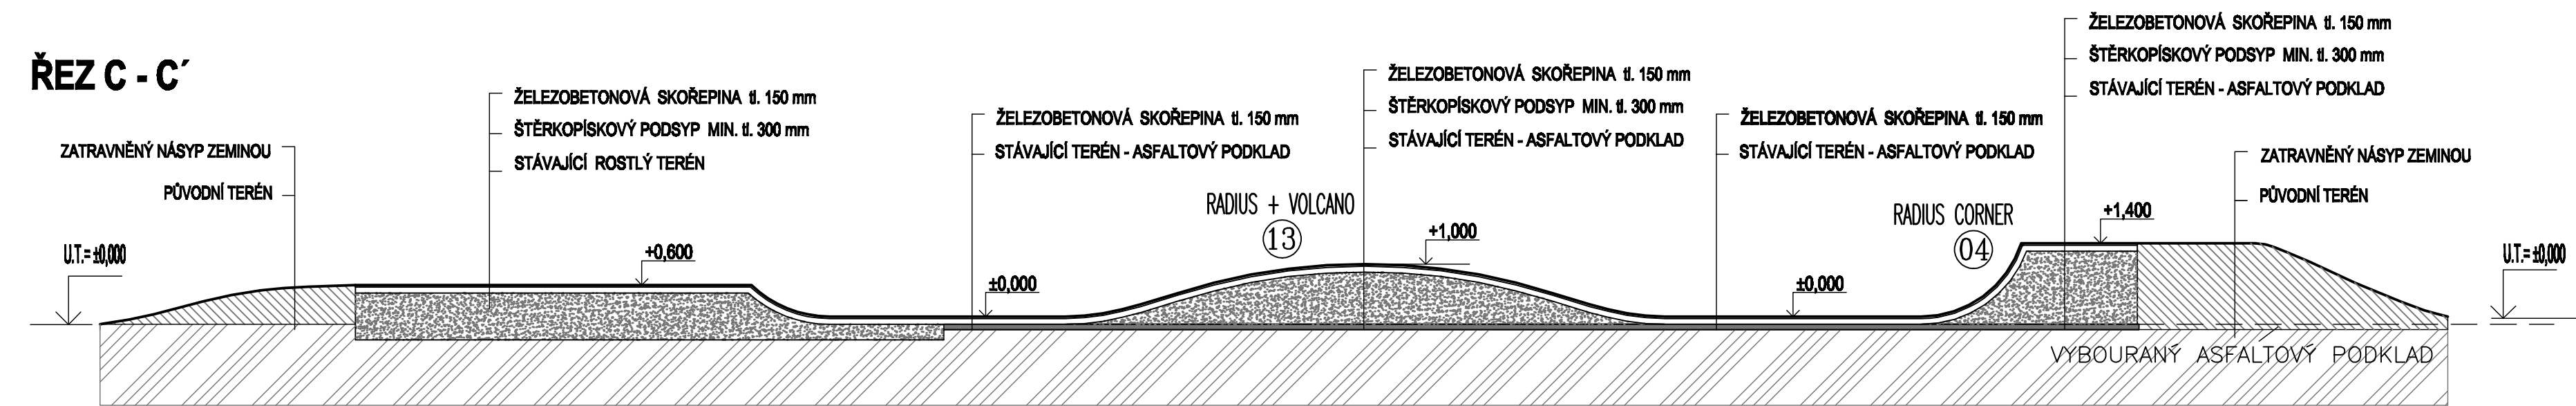 ŘEZ C - C´
ZATRAVNĚNÝ NÁSYP ZEMINOU
PŮVODNÍ TERÉN
U.T.= ±0,000
ŽELEZOBETONOVÁ SKOŘEPINA tl. 150 mm
ŠTĚRKOPÍSKOVÝ PODSYP MIN. tl. 300 mm
STÁVAJÍCÍ ROSTLÝ TERÉN
+0,600
ŽELEZOBETONOVÁ SKOŘEPINA tl. 150 mm
STÁVAJÍCÍ TERÉN - ASFALTOVÝ PODKLAD
±0,000
RADIUS + VOLCANO
13
ŽELEZOBETONOVÁ SKOŘEPINA tl. 150 mm
ŠTĚRKOPÍSKOVÝ PODSYP MIN. tl. 300 mm
STÁVAJÍCÍ TERÉN - ASFALTOVÝ PODKLAD
+1,000
ŽELEZOBETONOVÁ SKOŘEPINA tl. 150 mm
STÁVAJÍCÍ TERÉN - ASFALTOVÝ PODKLAD
±0,000
RADIUS CORNER
04
ŽELEZOBETONOVÁ SKOŘEPINA tl. 150 mm
ŠTĚRKOPÍSKOVÝ PODSYP MIN. tl. 300 mm
STÁVAJÍCÍ TERÉN - ASFALTOVÝ PODKLAD
+1,400
ZATRAVNĚNÝ NÁSYP ZEMINOU
PŮVODNÍ TERÉN
U.T.= ±0,000
VYBOURANÝ ASFALTOVÝ PODKLAD